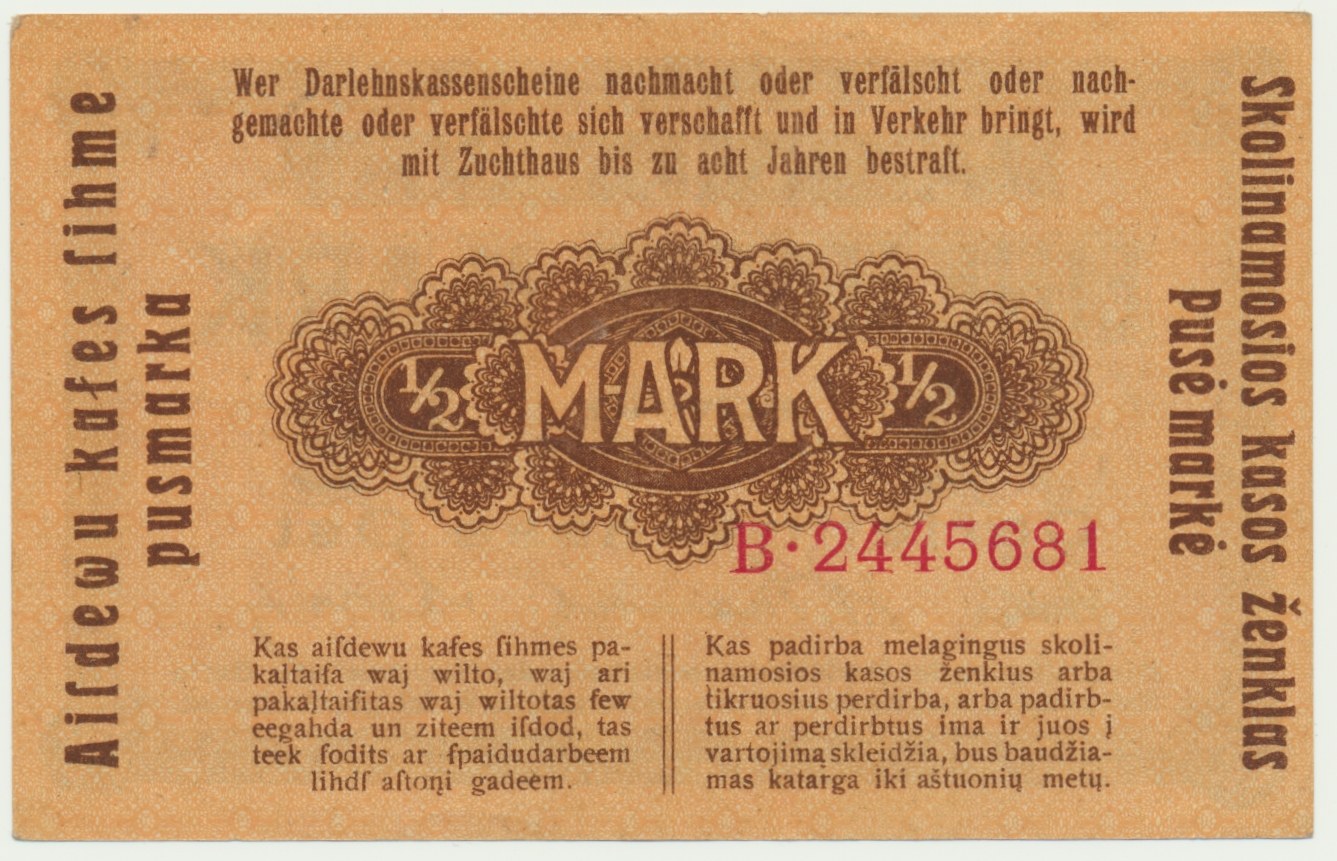 Wer Darlehnskassenscheine nachmacht oder verfälscht oder nach-
gemachte oder verfälschte sich verschafft und in Verkehr bringt, wird
mit Zuchthaus bis zu acht Jahren bestraft.
Aiſdewu kaſes ſihme
pusmarka
½ MARK ½
B·2445681
Skolinamosios kasos ženklas
Pusė markė
Kas aiſdewu kaſes ſihmes pa-
kaltaiſa waj wilto, waj ari
pakaltaiſitas waj wiltotas ſew
eegahda un ziteem iſdod, tas
teek ſodits ar ſpaidudarbeem
lihdſ aſtoņi gadeem.
Kas padirba melagingus skoli-
namosios kasos ženklus arba
tikruosius perdirba, arba padirb-
tus ar perdirbtus ima ir juos į
vartojimą skleidžia, bus baudžia-
mas katarga iki aštuonių metų.